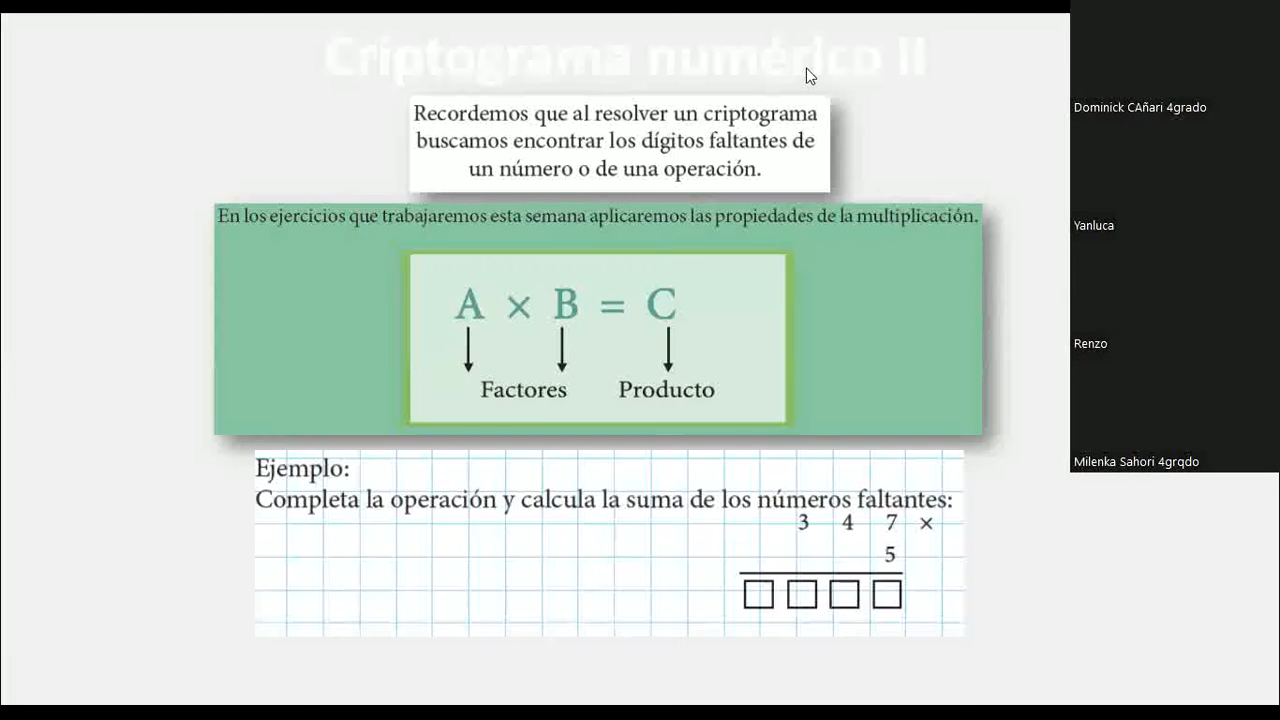 Criptograma numérico II
Recordemos que al resolver un criptograma
buscamos encontrar los dígitos faltantes de
un número o de una operación.
En los ejercicios que trabajaremos esta semana aplicaremos las propiedades de la multiplicación.
A × B = C
Factores Producto
Ejemplo:
Completa la operación y calcula la suma de los números faltantes:
3 4 7 ×
5
Dominick CAñari 4grado
Yanluca
Renzo
Milenka Sahori 4grqdo